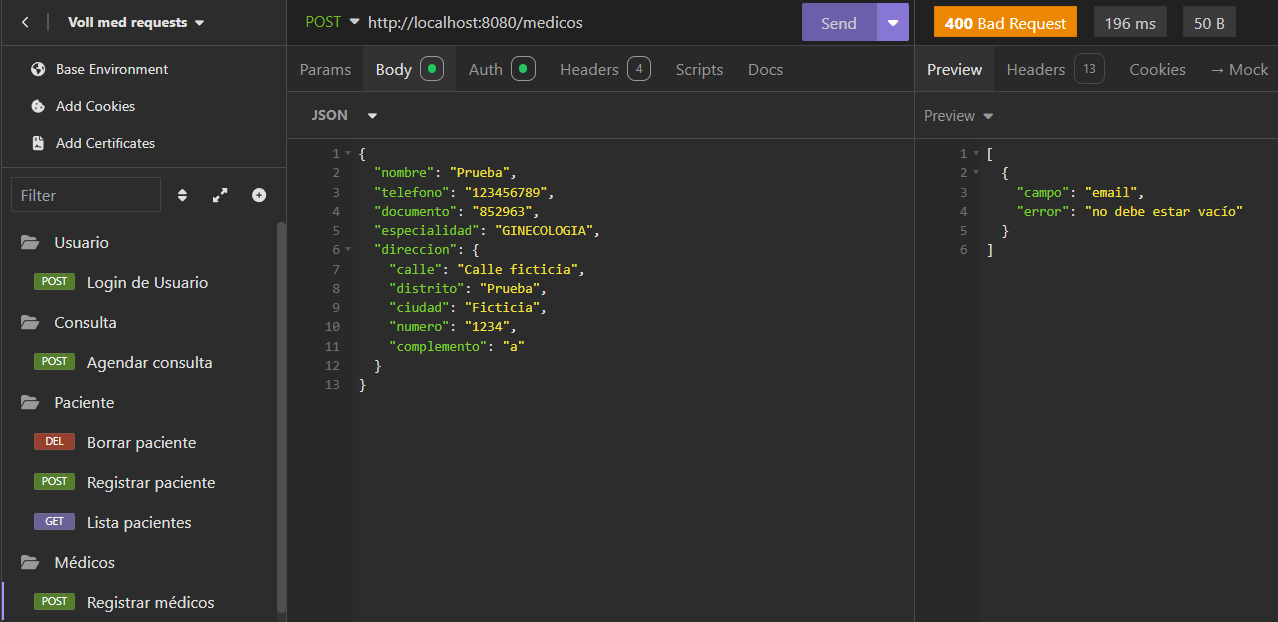 Voll med requests
Base Environment
Add Cookies
Add Certificates
Filter
Usuario
POST Login de Usuario
Consulta
POST Agendar consulta
Paciente
DEL Borrar paciente
POST Registrar paciente
GET Lista pacientes
Médicos
POST Registrar médicos
POST http://localhost:8080/medicos Send
Params Body Auth Headers 4 Scripts Docs
JSON
1 {
2 "nombre": "Prueba",
3 "telefono": "123456789",
4 "documento": "852963",
5 "especialidad": "GINECOLOGIA",
6 "direccion": {
7 "calle": "Calle ficticia",
8 "distrito": "Prueba",
9 "ciudad": "Ficticia",
10 "numero": "1234",
11 "complemento": "a"
12 }
13 }
400 Bad Request 196 ms 50 B
Preview Headers 13 Cookies → Mock
Preview
1 [
2 {
3 "campo": "email",
4 "error": "no debe estar vacío"
5 }
6 ]